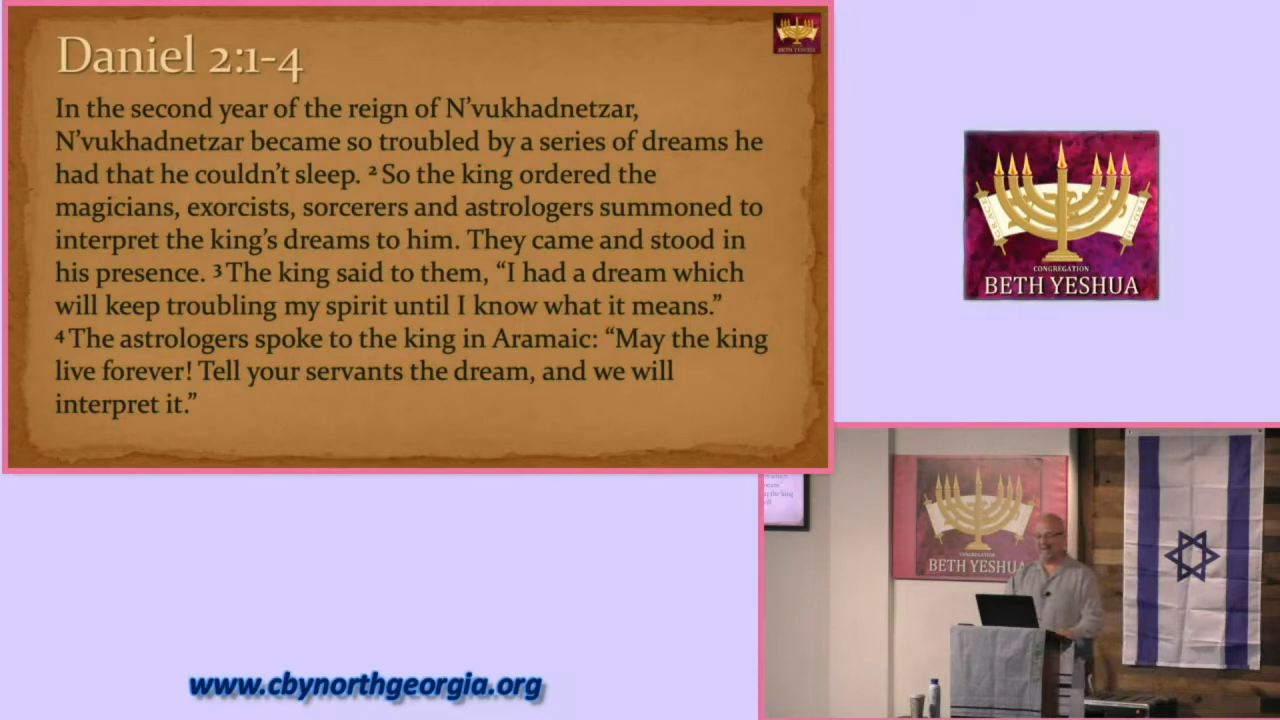 Daniel 2:1-4
In the second year of the reign of N’vukhadnetzar,
N’vukhadnetzar became so troubled by a series of dreams he
had that he couldn’t sleep. ² So the king ordered the
magicians, exorcists, sorcerers and astrologers summoned to
interpret the king’s dreams to him. They came and stood in
his presence. ³ The king said to them, “I had a dream which
will keep troubling my spirit until I know what it means.”
⁴ The astrologers spoke to the king in Aramaic: “May the king
live forever! Tell your servants the dream, and we will
interpret it.”
BETH YESHUA
GRACE
TRUTH
CONGREGATION
BETH YESHUA
CONGREGATION
BETH YESHUA
www.cbynorthgeorgia.org